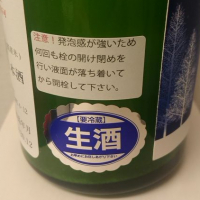 注意！発泡感が強いため
何回も栓の開け閉めを
行い液面が落ち着いて
から開栓して下さい。
【要冷蔵】
生酒